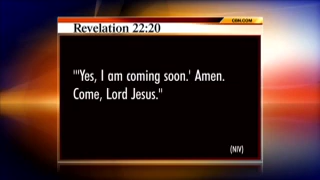 CBN.COM
Revelation 22:20
"'Yes, I am coming soon.' Amen.
Come, Lord Jesus."
(NIV)